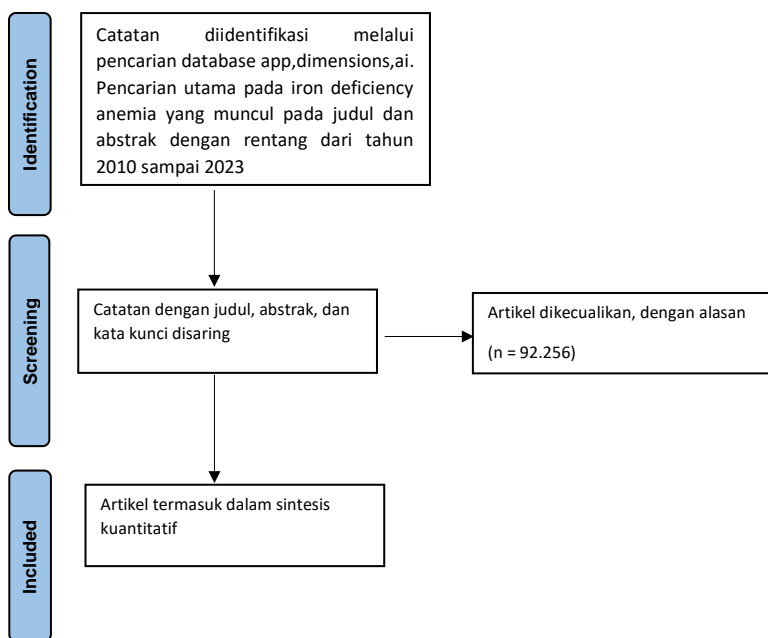 Identification
Catatan diidentifikasi melalui
pencarian database app,dimensions,ai.
Pencarian utama pada iron deficiency
anemia yang muncul pada judul dan
abstrak dengan rentang dari tahun
2010 sampai 2023
Screening
Catatan dengan judul, abstrak, dan
kata kunci disaring
Artikel dikecualikan, dengan alasan
(n = 92.256)
Included
Artikel termasuk dalam sintesis
kuantitatif